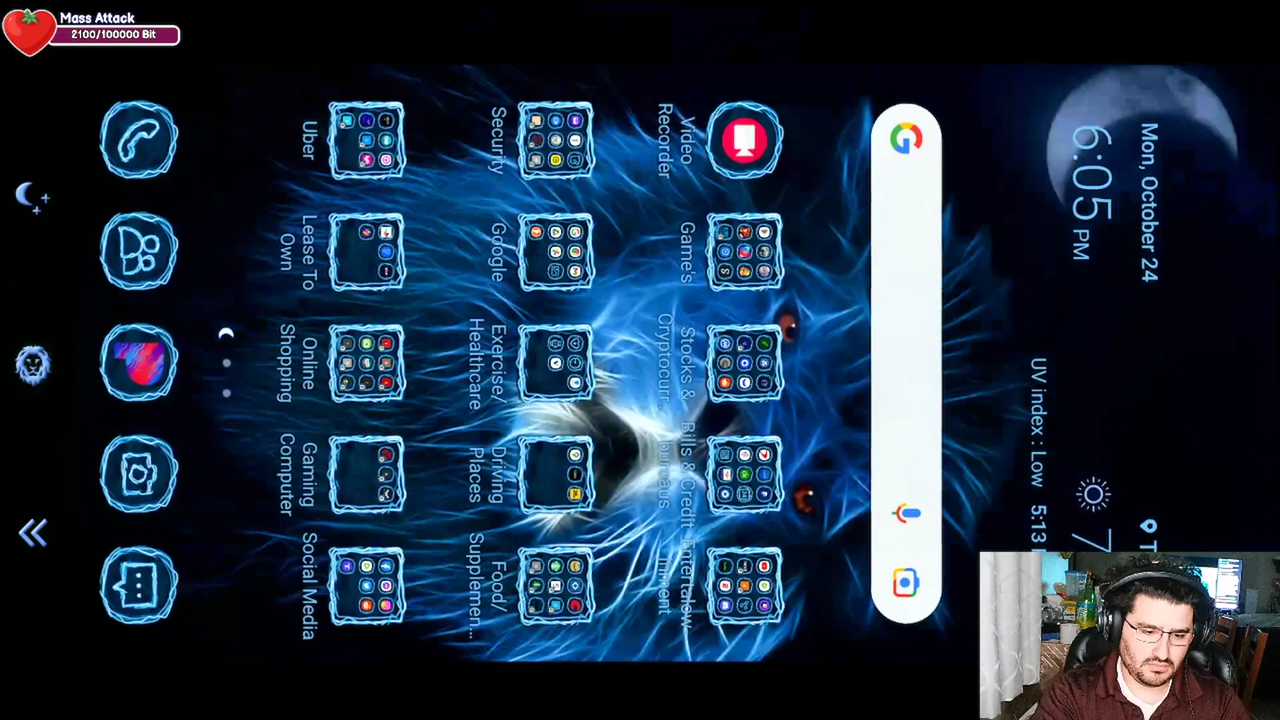 Mass Attack
2100/100000 Bit
Mon, October 24
6:05 PM
UV index : Low 5:13
Video
Recorder
Game's
Stocks &
Cryptocurr...
Bills & Credit
bureaus
Security
Google
Exercise/
Healthcare
Driving
Places
Food/
Supplemen...
Uber
Lease To
Own
Online
Shopping
Gaming
Computer
Social Media